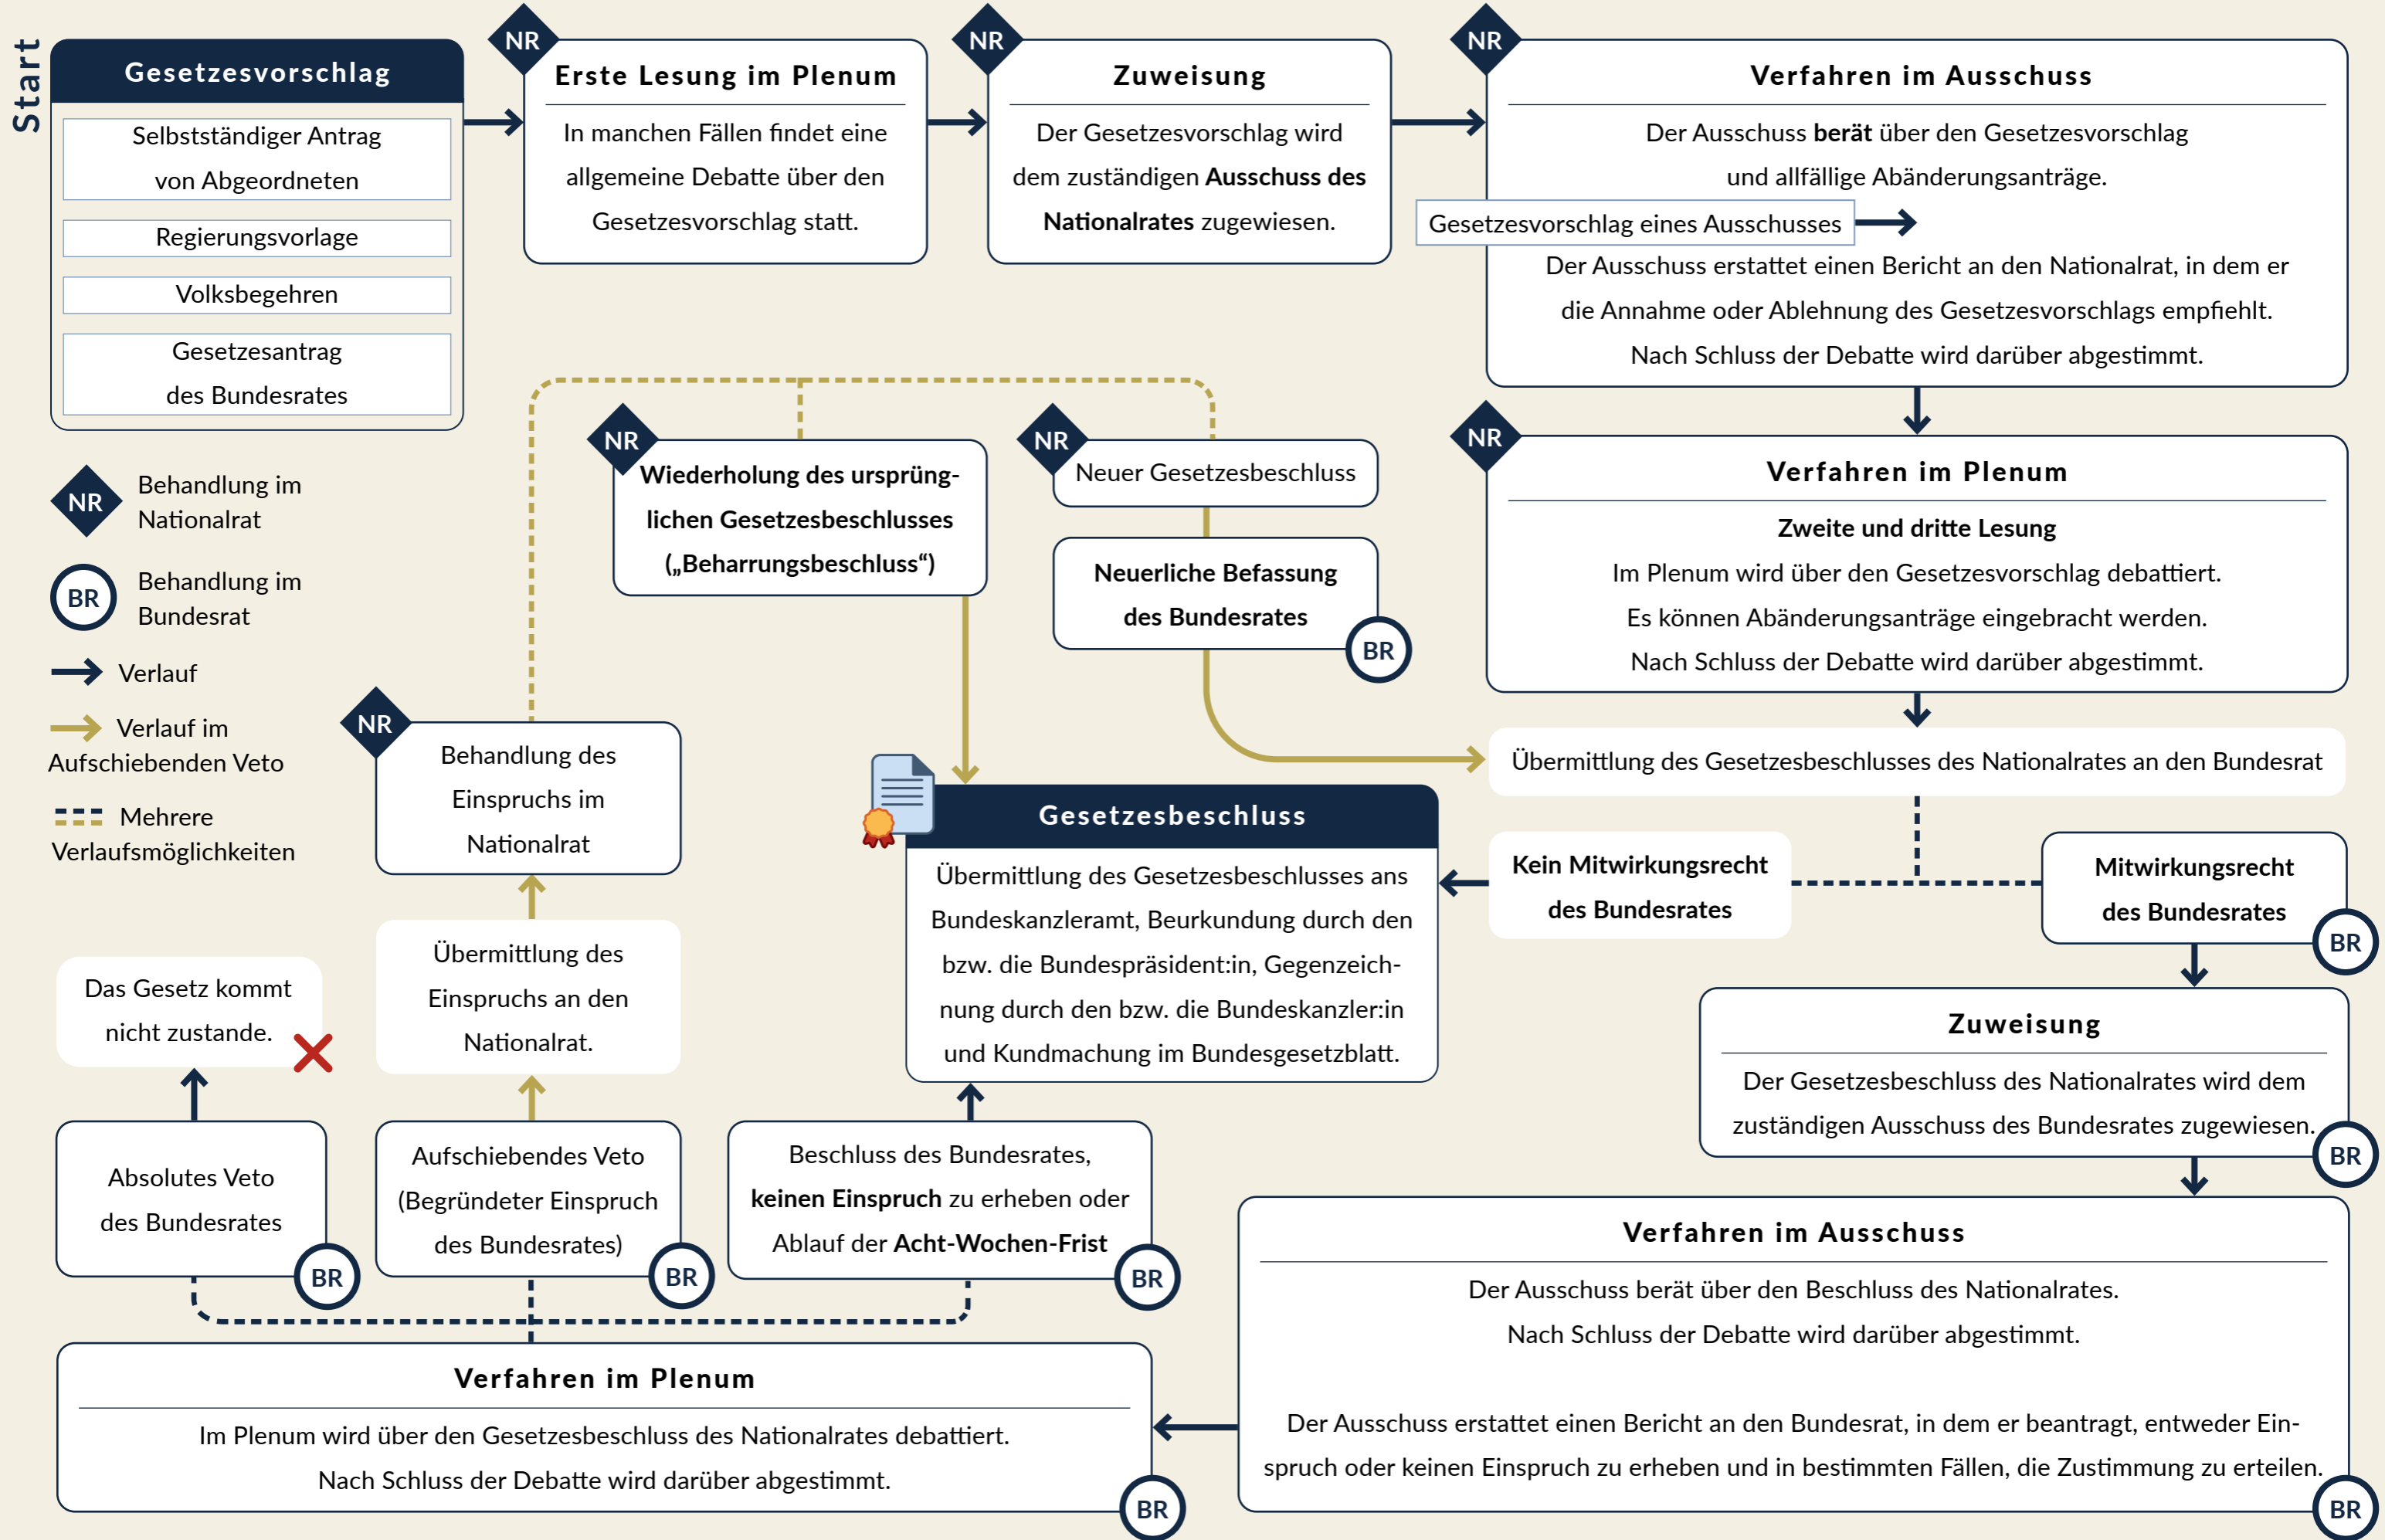 Start
Gesetzesvorschlag
Selbstständiger Antrag
von Abgeordneten
Regierungsvorlage
Volksbegehren
Gesetzesantrag
des Bundesrates
NR
Erste Lesung im Plenum
In manchen Fällen findet eine
allgemeine Debatte über den
Gesetzesvorschlag statt.
NR
Zuweisung
Der Gesetzesvorschlag wird
dem zuständigen Ausschuss des
Nationalrates zugewiesen.
NR
Verfahren im Ausschuss
Der Ausschuss berät über den Gesetzesvorschlag
und allfällige Abänderungsanträge.
Gesetzesvorschlag eines Ausschusses
Der Ausschuss erstattet einen Bericht an den Nationalrat, in dem er
die Annahme oder Ablehnung des Gesetzesvorschlags empfiehlt.
Nach Schluss der Debatte wird darüber abgestimmt.
NR
Behandlung im
Nationalrat
BR
Behandlung im
Bundesrat
Verlauf
Verlauf im
Aufschiebenden Veto
Mehrere
Verlaufsmöglichkeiten
NR
Wiederholung des ursprüng-
lichen Gesetzesbeschlusses
(„Beharrungsbeschluss“)
NR
Neuer Gesetzesbeschluss
Neuerliche Befassung
des Bundesrates
BR
NR
Verfahren im Plenum
Zweite und dritte Lesung
Im Plenum wird über den Gesetzesvorschlag debattiert.
Es können Abänderungsanträge eingebracht werden.
Nach Schluss der Debatte wird darüber abgestimmt.
Übermittlung des Gesetzesbeschlusses des Nationalrates an den Bundesrat
NR
Behandlung des
Einspruchs im
Nationalrat
Gesetzesbeschluss
Übermittlung des Gesetzesbeschlusses ans
Bundeskanzleramt, Beurkundung durch den
bzw. die Bundespräsident:in, Gegenzeich-
nung durch den bzw. die Bundeskanzler:in
und Kundmachung im Bundesgesetzblatt.
Kein Mitwirkungsrecht
des Bundesrates
Mitwirkungsrecht
des Bundesrates
BR
Das Gesetz kommt
nicht zustande.
Übermittlung des
Einspruchs an den
Nationalrat.
Zuweisung
Der Gesetzesbeschluss des Nationalrates wird dem
zuständigen Ausschuss des Bundesrates zugewiesen.
BR
Absolutes Veto
des Bundesrates
BR
Aufschiebendes Veto
(Begründeter Einspruch
des Bundesrates)
BR
Beschluss des Bundesrates,
keinen Einspruch zu erheben oder
Ablauf der Acht-Wochen-Frist
BR
Verfahren im Ausschuss
Der Ausschuss berät über den Beschluss des Nationalrates.
Nach Schluss der Debatte wird darüber abgestimmt.
Der Ausschuss erstattet einen Bericht an den Bundesrat, in dem er beantragt, entweder Ein-
spruch oder keinen Einspruch zu erheben und in bestimmten Fällen, die Zustimmung zu erteilen.
BR
Verfahren im Plenum
Im Plenum wird über den Gesetzesbeschluss des Nationalrates debattiert.
Nach Schluss der Debatte wird darüber abgestimmt.
BR